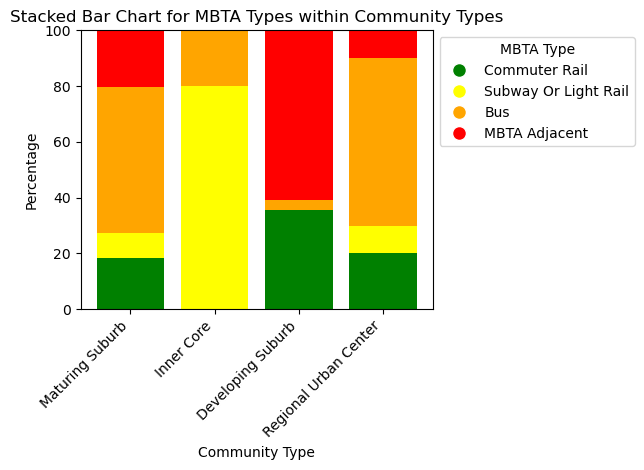 Stacked Bar Chart for MBTA Types within Community Types
100
80
60
40
20
0
Percentage
Maturing Suburb
Inner Core
Developing Suburb
Regional Urban Center
Community Type
MBTA Type
Commuter Rail
Subway Or Light Rail
Bus
MBTA Adjacent